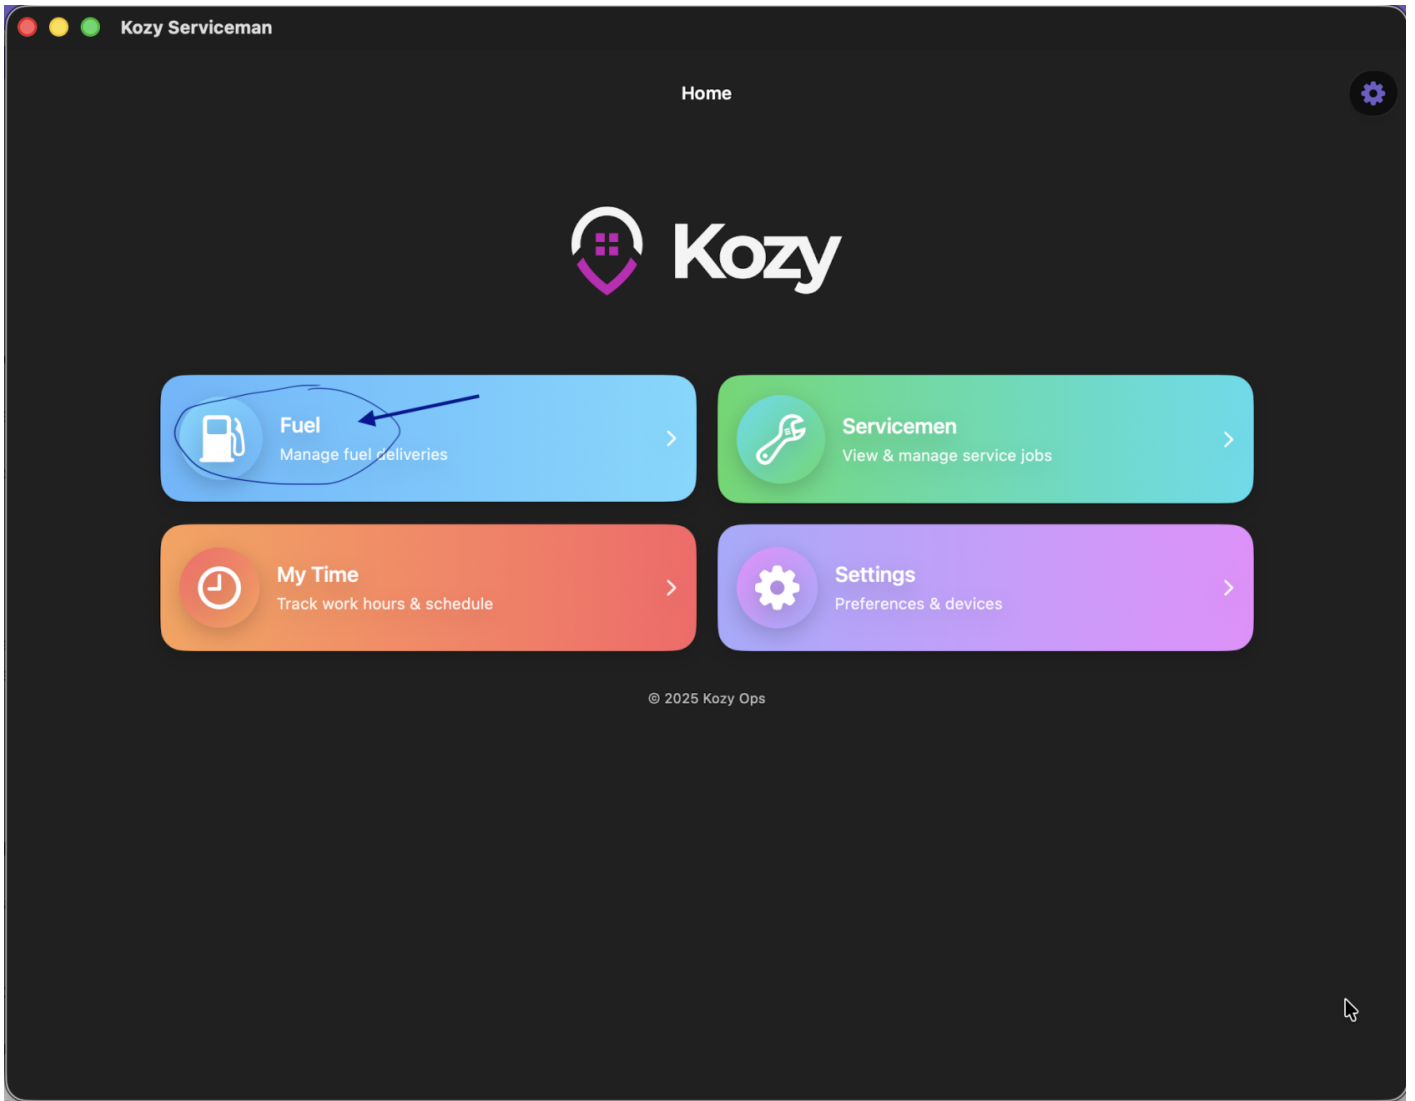 Kozy Serviceman
Home
Kozy
Fuel
Manage fuel deliveries
Servicemen
View & manage service jobs
My Time
Track work hours & schedule
Settings
Preferences & devices
© 2025 Kozy Ops